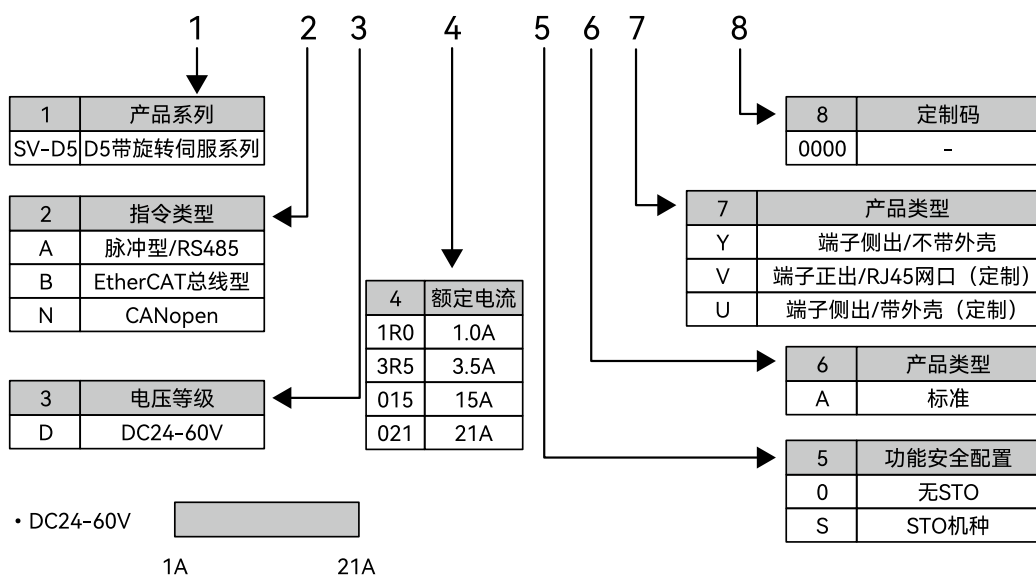 1 2 3 4 5 6 7 8
1 产品系列
SV-D5 D5带旋转伺服系列
2 指令类型
A 脉冲型/RS485
B EtherCAT总线型
N CANopen
3 电压等级
D DC24-60V
4 额定电流
1R0 1.0A
3R5 3.5A
015 15A
021 21A
8 定制码
0000 -
7 产品类型
Y 端子侧出/不带外壳
V 端子正出/RJ45网口（定制）
U 端子侧出/带外壳（定制）
6 产品类型
A 标准
5 功能安全配置
0 无STO
S STO机种
• DC24-60V
1A 21A